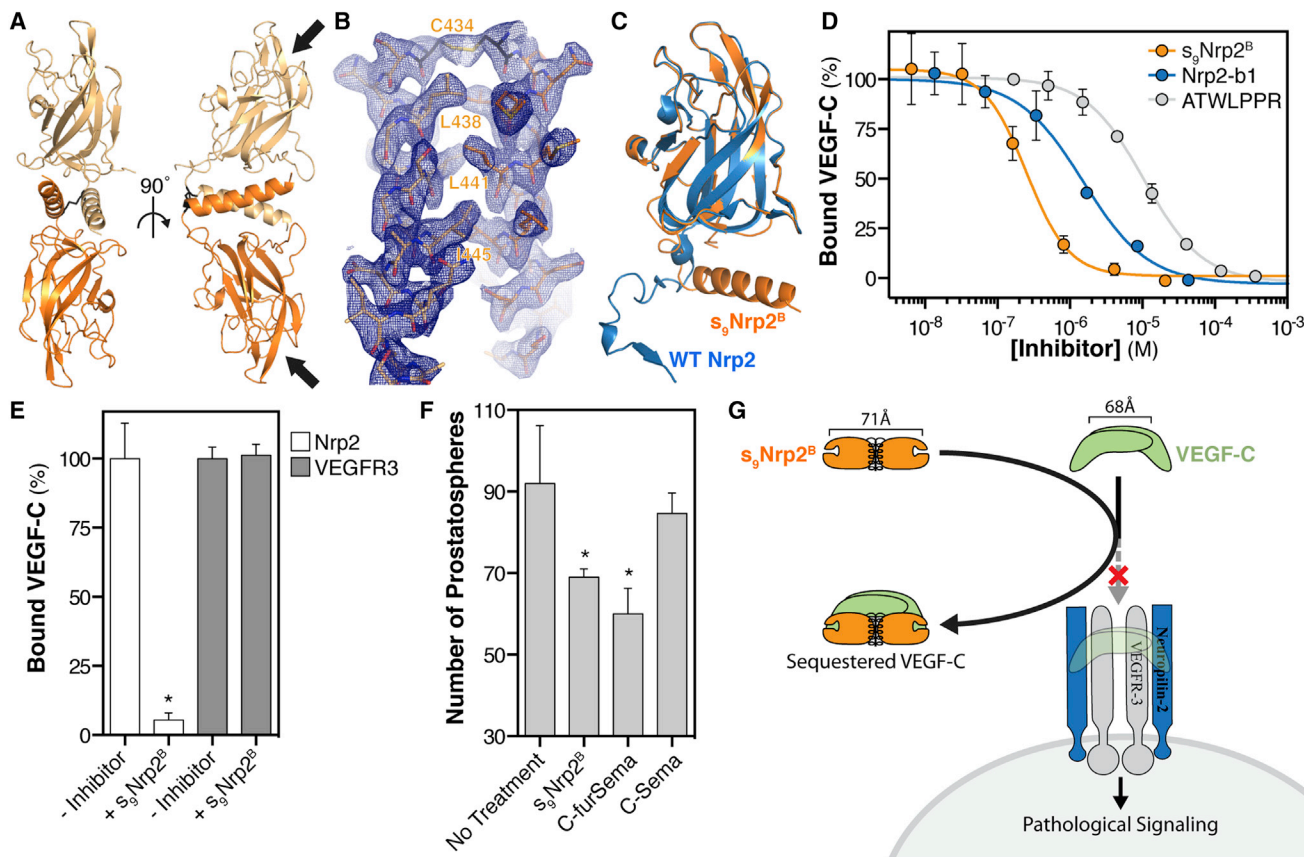 A
90°
B
C434
L438
L441
I445
C
s₉Nrp2ᴮ
WT Nrp2
D
Bound VEGF-C (%)
100
75
50
25
0
s₉Nrp2ᴮ
Nrp2-b1
ATWLPPR
10⁻⁸
10⁻⁷
10⁻⁶
10⁻⁵
10⁻⁴
10⁻³
[Inhibitor] (M)
E
Bound VEGF-C (%)
100
75
50
25
0
*
Nrp2
VEGFR3
- Inhibitor
+ s₉Nrp2ᴮ
- Inhibitor
+ s₉Nrp2ᴮ
F
Number of Prostatospheres
110
90
70
50
30
*
*
No Treatment
s₉Nrp2ᴮ
C-furSema
C-Sema
G
71Å
s₉Nrp2ᴮ
68Å
VEGF-C
Sequestered VEGF-C
VEGFR-3
Neuropilin-2
Pathological Signaling